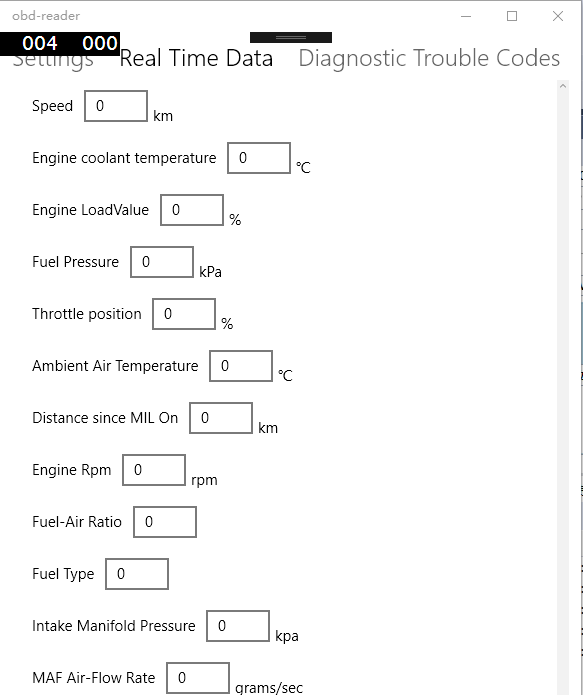 obd-reader
004 000
Settings Real Time Data Diagnostic Trouble Codes
Speed 0 km
Engine coolant temperature 0 °C
Engine LoadValue 0 %
Fuel Pressure 0 kPa
Throttle position 0 %
Ambient Air Temperature 0 °C
Distance since MIL On 0 km
Engine Rpm 0 rpm
Fuel-Air Ratio 0
Fuel Type 0
Intake Manifold Pressure 0 kpa
MAF Air-Flow Rate 0 grams/sec